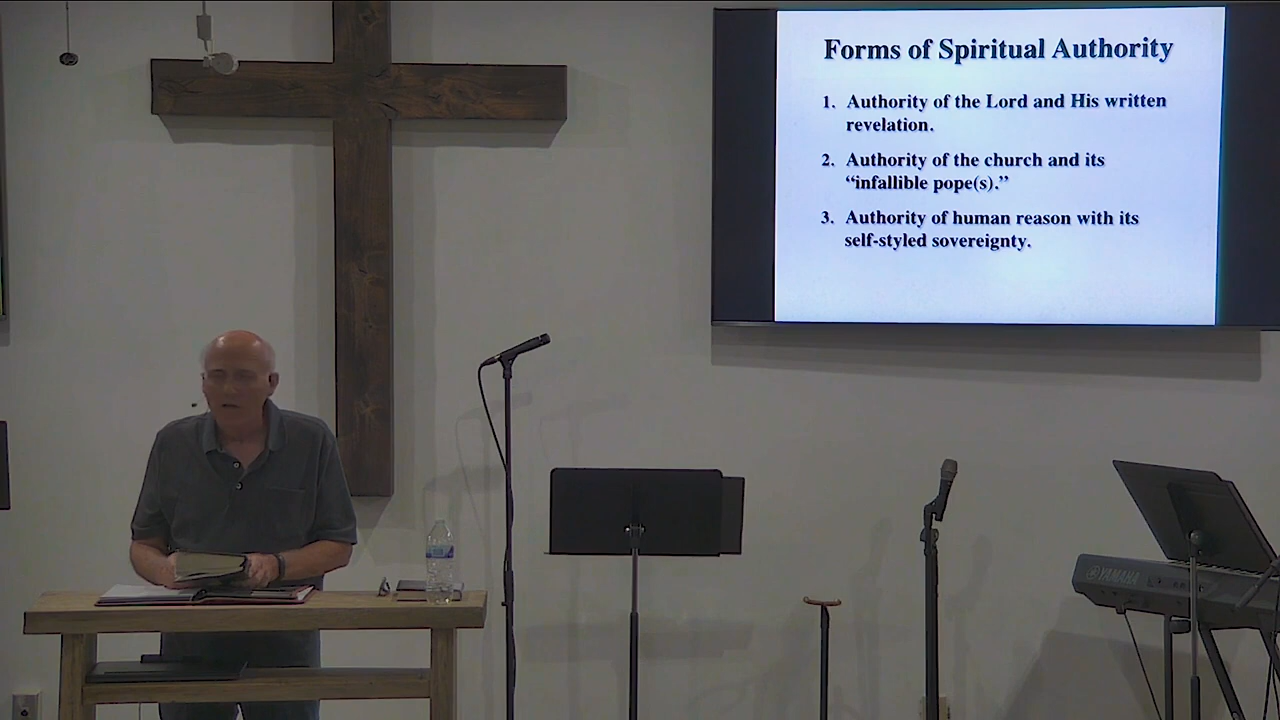 Forms of Spiritual Authority
1. Authority of the Lord and His written
revelation.
2. Authority of the church and its
“infallible pope(s).”
3. Authority of human reason with its
self-styled sovereignty.
YAMAHA